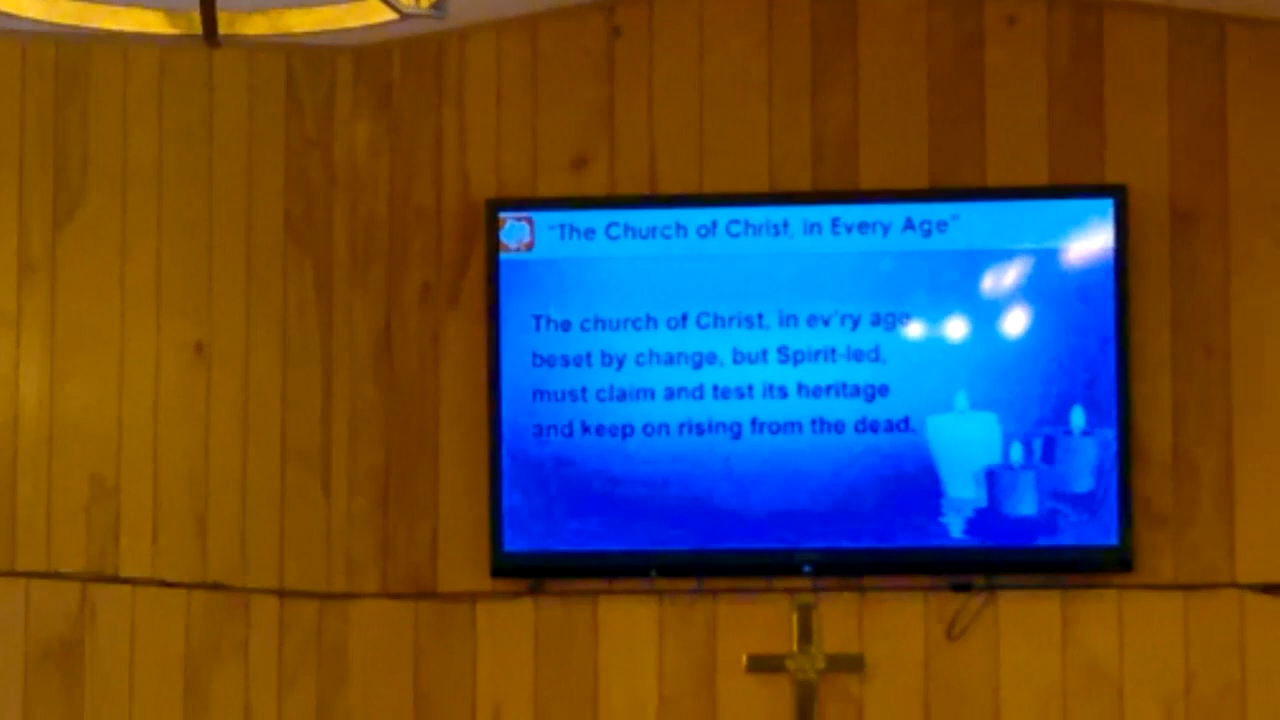 "The Church of Christ, in Every Age"
The church of Christ, in ev'ry age
beset by change, but Spirit-led,
must claim and test its heritage
and keep on rising from the dead.